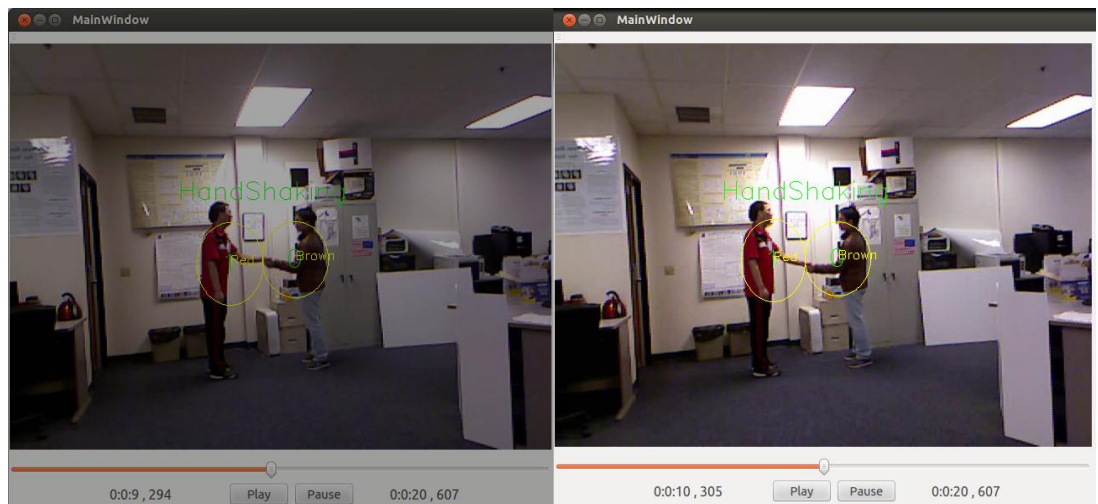 MainWindow
HandShaking
Red
Brown
0:0:9 , 294
Play
Pause
0:0:20 , 607
MainWindow
HandShaking
Red
Brown
0:0:10 , 305
Play
Pause
0:0:20 , 607